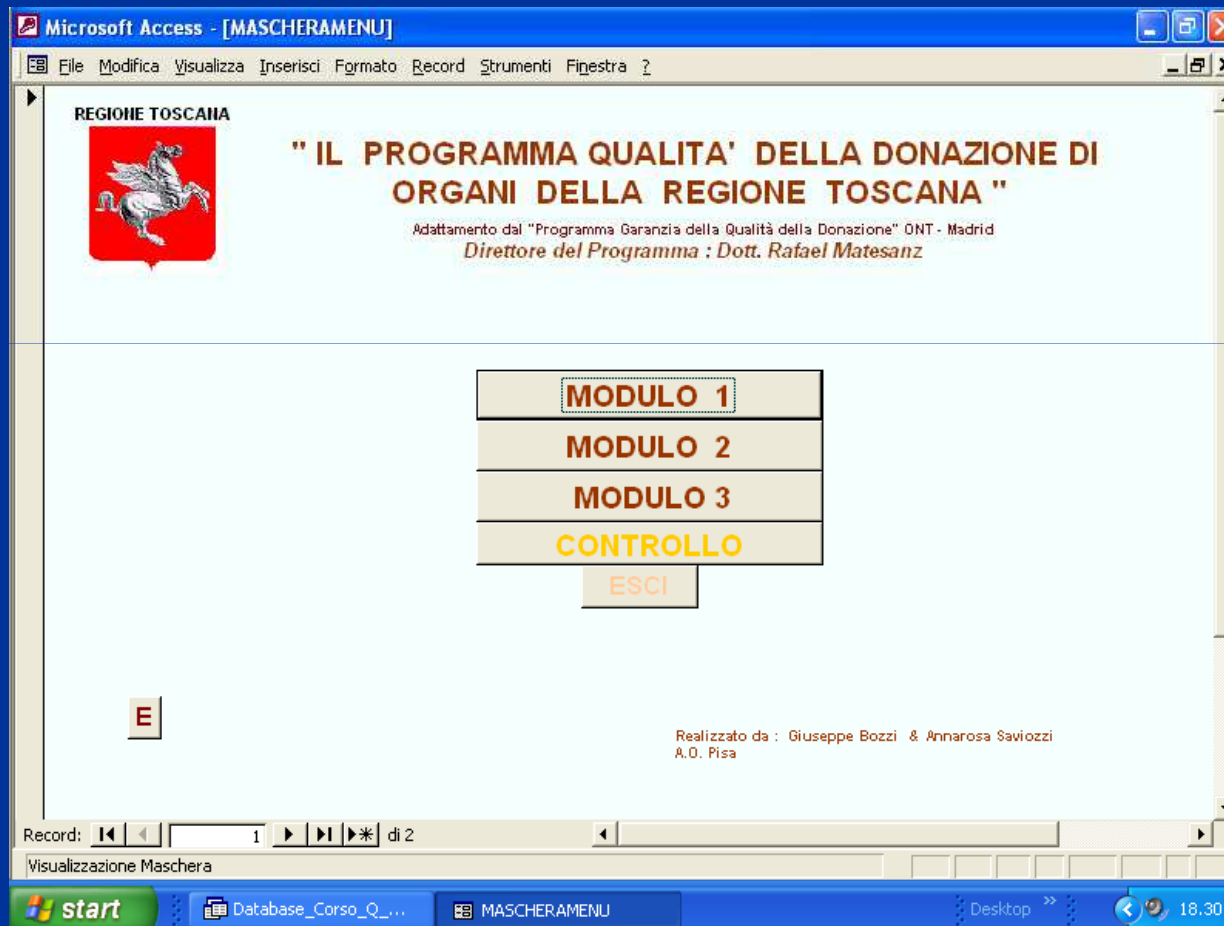 Microsoft Access - [MASCHERAMENU]
File Modifica Visualizza Inserisci Formato Record Strumenti Finestra ?
REGIONE TOSCANA
" IL PROGRAMMA QUALITA' DELLA DONAZIONE DI
ORGANI DELLA REGIONE TOSCANA "
Adattamento dal "Programma Garanzia della Qualità della Donazione" ONT - Madrid
Direttore del Programma : Dott. Rafael Matesanz
MODULO 1
MODULO 2
MODULO 3
CONTROLLO
ESCI
E
Realizzato da : Giuseppe Bozzi & Annarosa Saviozzi
A.O. Pisa
Record: 1 di 2
Visualizzazione Maschera
start Database_Corso_Q_... MASCHERAMENU Desktop » 18.30